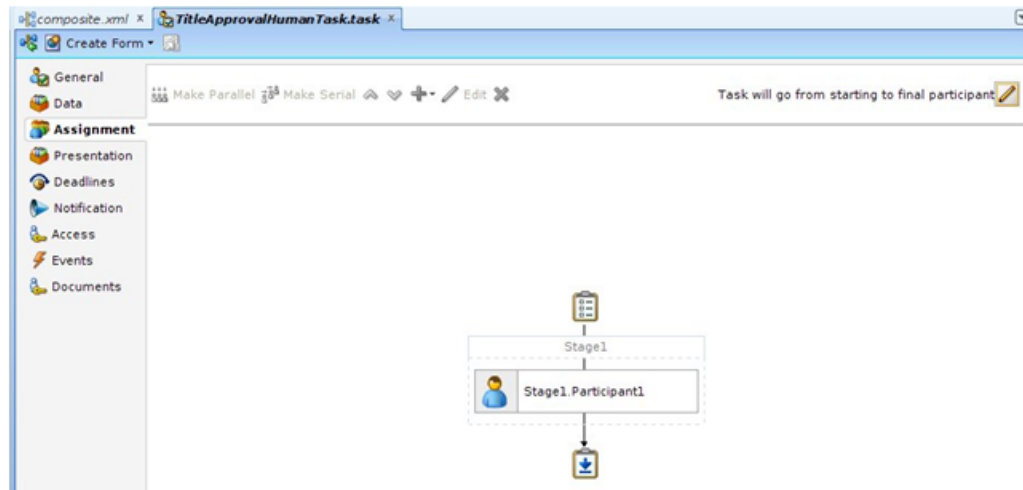 composite.xml x TitleApprovalHumanTask.task x
Create Form
General
Data
Assignment
Presentation
Deadlines
Notification
Access
Events
Documents
Make Parallel Make Serial Edit
Task will go from starting to final participant
Stage1
Stage1.Participant1